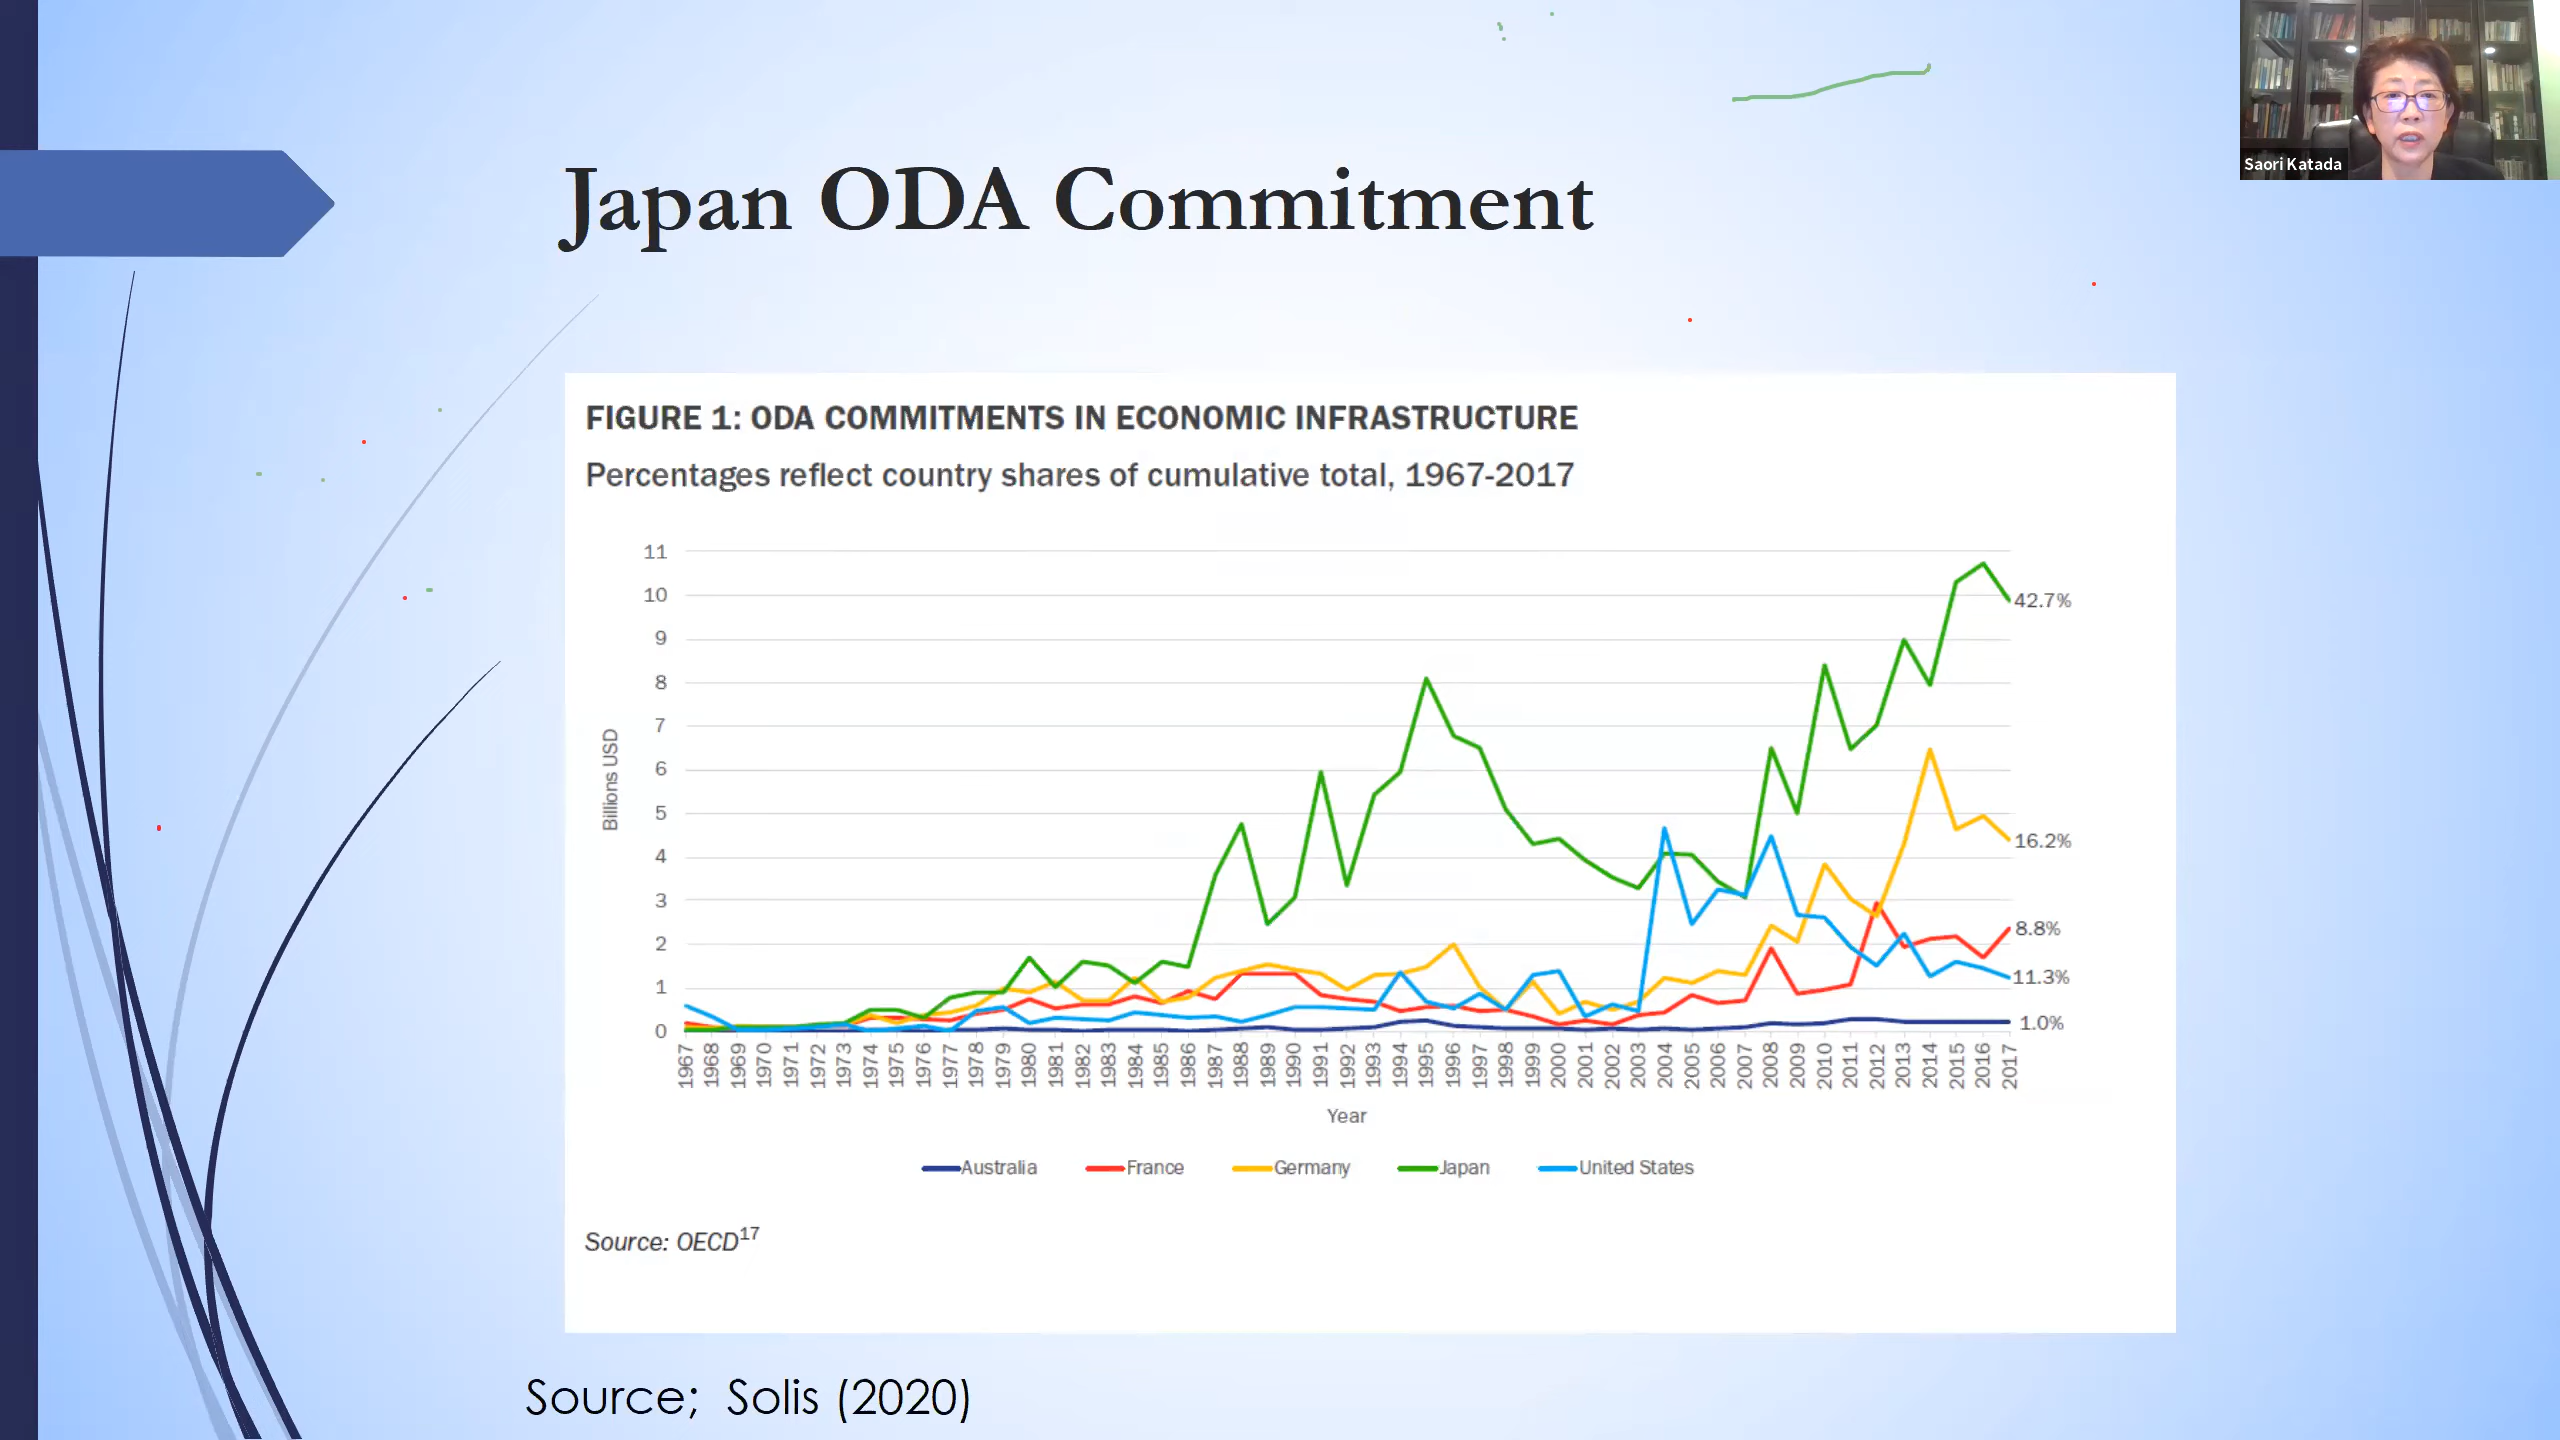 Saori Katada
Japan ODA Commitment
FIGURE 1: ODA COMMITMENTS IN ECONOMIC INFRASTRUCTURE
Percentages reflect country shares of cumulative total, 1967-2017
11
10
9
8
7
6
5
4
3
2
1
0
Billions USD
42.7%
16.2%
8.8%
11.3%
1.0%
1967 1968 1969 1970 1971 1972 1973 1974 1975 1976 1977 1978 1979 1980 1981 1982 1983 1984 1985 1986 1987 1988 1989 1990 1991 1992 1993 1994 1995 1996 1997 1998 1999 2000 2001 2002 2003 2004 2005 2006 2007 2008 2009 2010 2011 2012 2013 2014 2015 2016 2017
Year
Australia France Germany Japan United States
Source: OECD17
Source; Solis (2020)